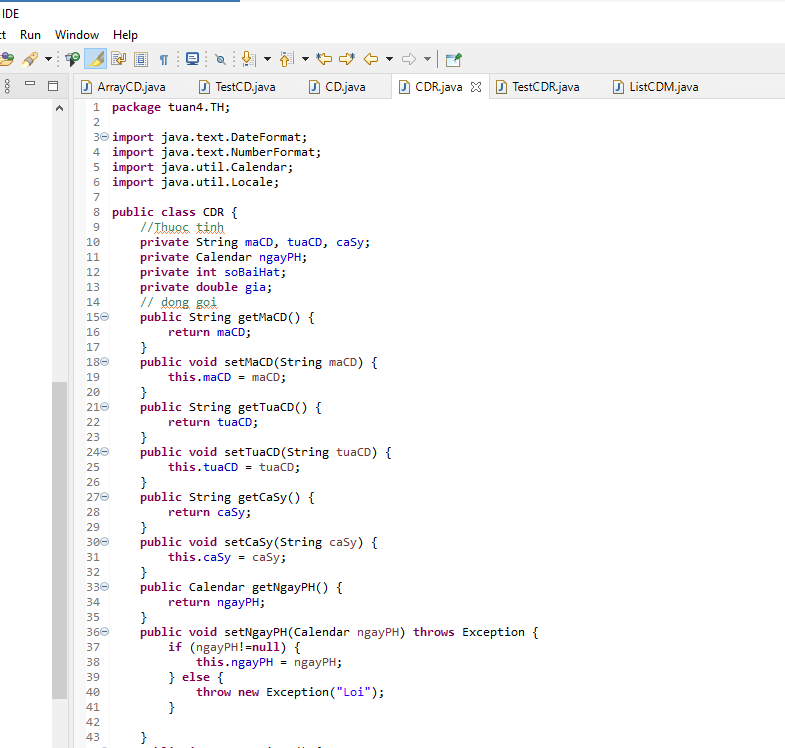 IDE
Run Window Help
ArrayCD.java TestCD.java CD.java CDR.java TestCDR.java ListCDM.java
1 package tuan4.TH;
2
3 import java.text.DateFormat;
4 import java.text.NumberFormat;
5 import java.util.Calendar;
6 import java.util.Locale;
7
8 public class CDR {
9 //Thuoc tinh
10 private String maCD, tuaCD, caSy;
11 private Calendar ngayPH;
12 private int soBaiHat;
13 private double gia;
14 // dong goi
15 public String getMaCD() {
16 return maCD;
17 }
18 public void setMaCD(String maCD) {
19 this.maCD = maCD;
20 }
21 public String getTuaCD() {
22 return tuaCD;
23 }
24 public void setTuaCD(String tuaCD) {
25 this.tuaCD = tuaCD;
26 }
27 public String getCaSy() {
28 return caSy;
29 }
30 public void setCaSy(String caSy) {
31 this.caSy = caSy;
32 }
33 public Calendar getNgayPH() {
34 return ngayPH;
35 }
36 public void setNgayPH(Calendar ngayPH) throws Exception {
37 if (ngayPH!=null) {
38 this.ngayPH = ngayPH;
39 } else {
40 throw new Exception("Loi");
41 }
42
43 }